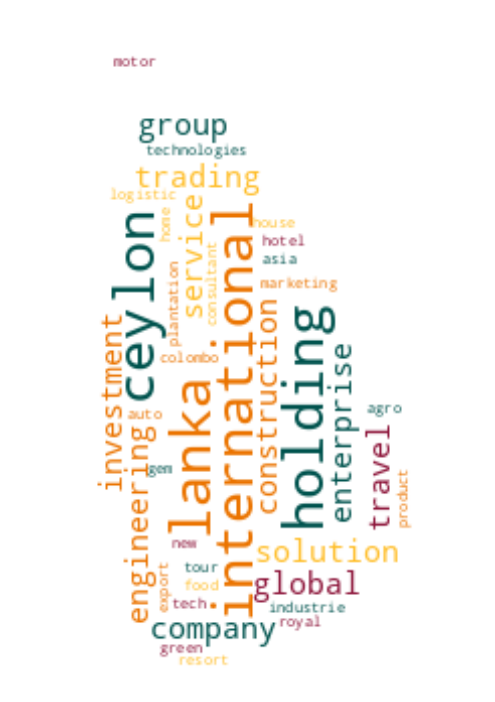 motor
group
technologies
trading
logistic
home
service
consultant
international
house
hotel
asia
ceylon
plantation
marketing
colombo
investment
construction
holding
enterprise
lanka
auto
agro
engineering
gem
travel
product
new
solution
tour
export
food
global
tech
industrie
company
royal
green
resort